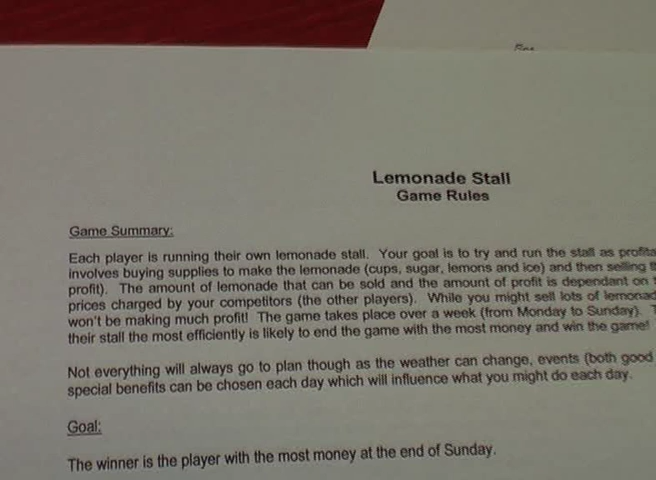 Lemonade Stall
Game Rules
Game Summary:
Each player is running their own lemonade stall. Your goal is to try and run the stall as
involves buying supplies to make the lemonade (cups, sugar, lemons and ice) and then selling
profit). The amount of lemonade that can be sold and the amount of profit is dependant on
prices charged by your competitors (the other players). While you might sell lots of
won't be making much profit! The game takes place over a week (from Monday to Sunday).
their stall the most efficiently is likely to end the game with the most money and win the game!
Not everything will always go to plan though as the weather can change, events (both good
special benefits can be chosen each day which will influence what you might do each day.
Goal:
The winner is the player with the most money at the end of Sunday.